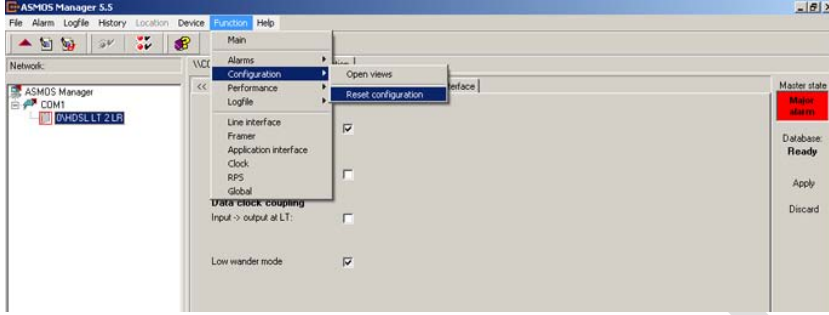 ASMOS Manager 5.5
File Alarm Logfile History Location Device Function Help
Network:
ASMOS Manager
COM1
0\HDSL LT 2 LR
Main
Alarms
Configuration
Performance
Logfile
Line interface
Framer
Application interface
Clock
RPS
Global
Open views
Reset configuration
<<
Data clock coupling
Input -> output at LT:
Low wander mode
Master state
Major
alarm
Database:
Ready
Apply
Discard